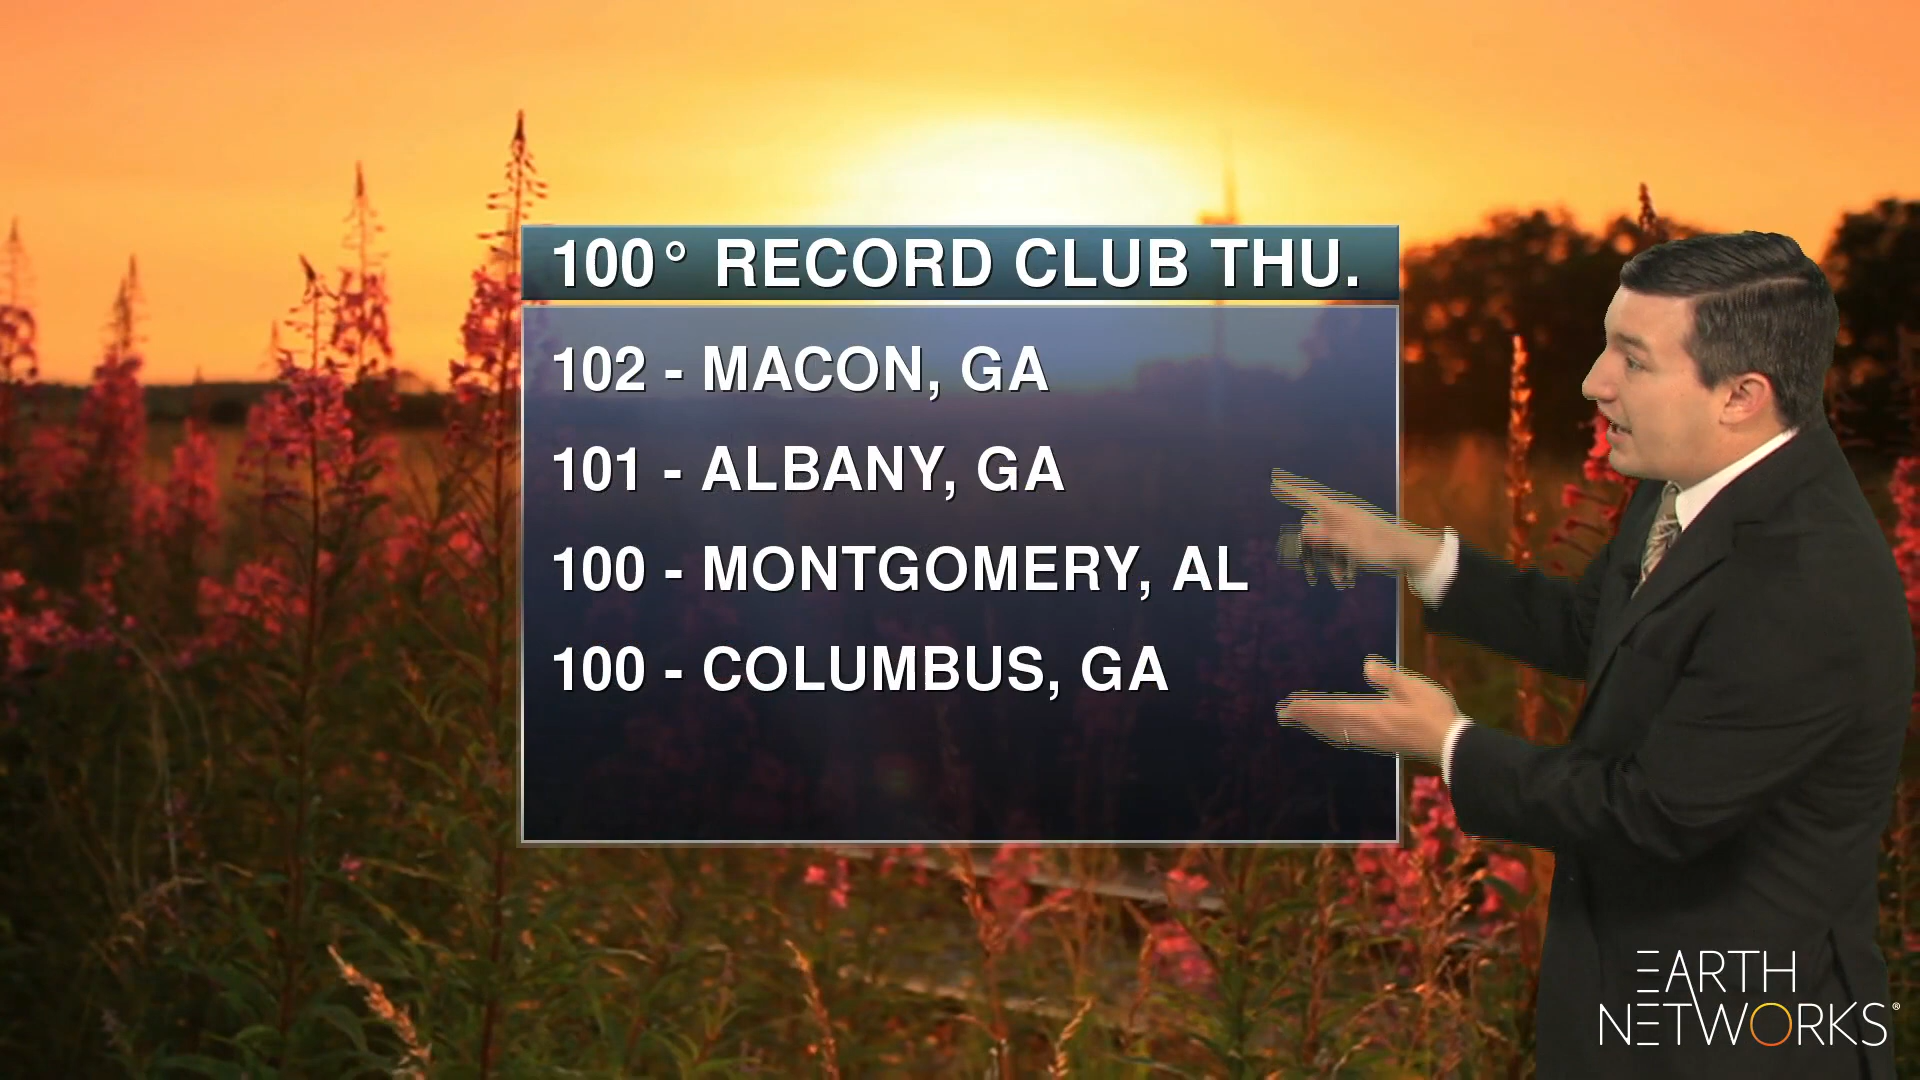 100° RECORD CLUB THU.
102 - MACON, GA
101 - ALBANY, GA
100 - MONTGOMERY, AL
100 - COLUMBUS, GA
EARTH
NETWORKS®